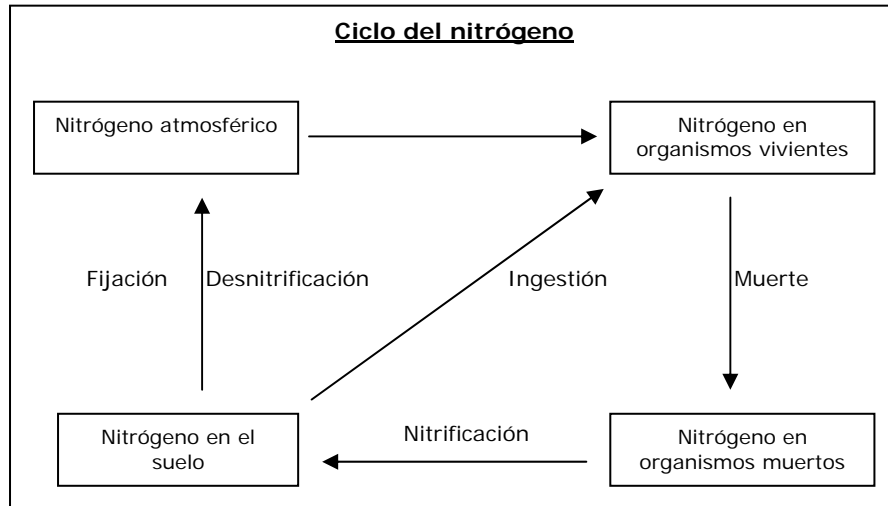 Ciclo del nitrógeno
Nitrógeno atmosférico
Nitrógeno en
organismos vivientes
Fijación
Desnitrificación
Ingestión
Muerte
Nitrógeno en el
suelo
Nitrificación
Nitrógeno en
organismos muertos